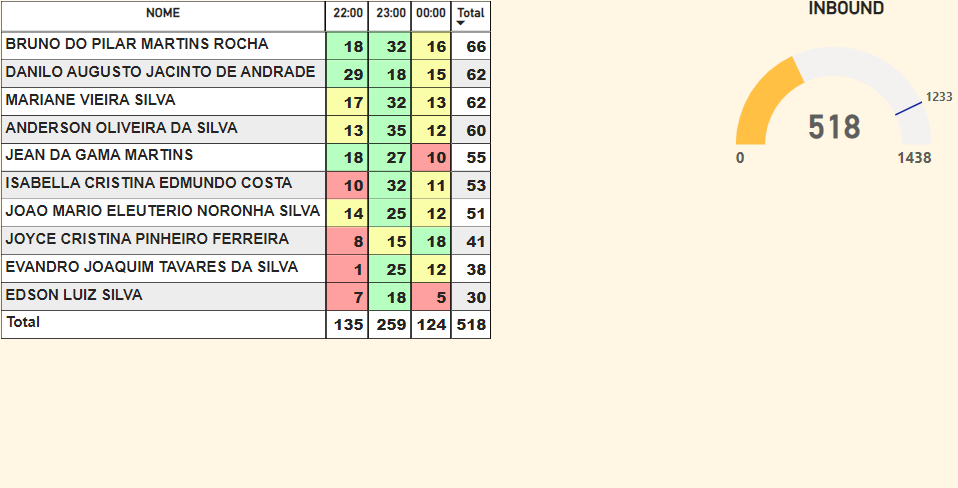 NOME 22:00 23:00 00:00 Total
BRUNO DO PILAR MARTINS ROCHA 18 32 16 66
DANILO AUGUSTO JACINTO DE ANDRADE 29 18 15 62
MARIANE VIEIRA SILVA 17 32 13 62
ANDERSON OLIVEIRA DA SILVA 13 35 12 60
JEAN DA GAMA MARTINS 18 27 10 55
ISABELLA CRISTINA EDMUNDO COSTA 10 32 11 53
JOAO MARIO ELEUTERIO NORONHA SILVA 14 25 12 51
JOYCE CRISTINA PINHEIRO FERREIRA 8 15 18 41
EVANDRO JOAQUIM TAVARES DA SILVA 1 25 12 38
EDSON LUIZ SILVA 7 18 5 30
Total 135 259 124 518
INBOUND
1233
518
0 1438